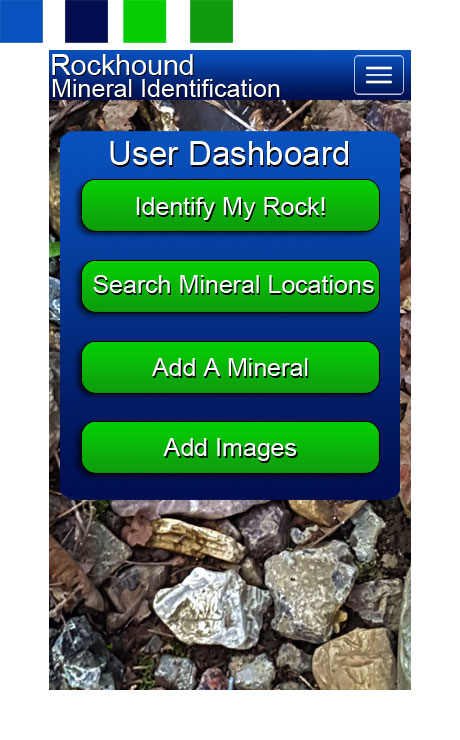 Rockhound
Mineral Identification
User Dashboard
Identify My Rock!
Search Mineral Locations
Add A Mineral
Add Images